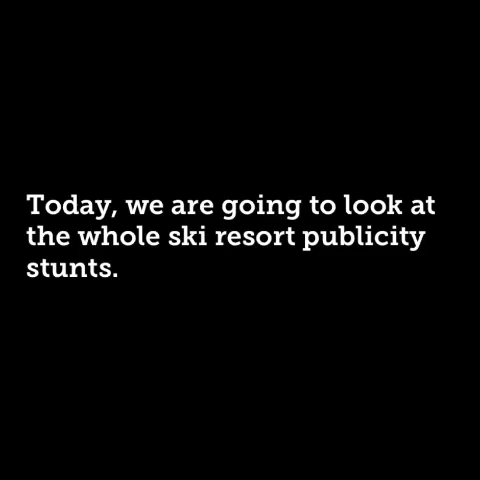 Today, we are going to look at
the whole ski resort publicity
stunts.